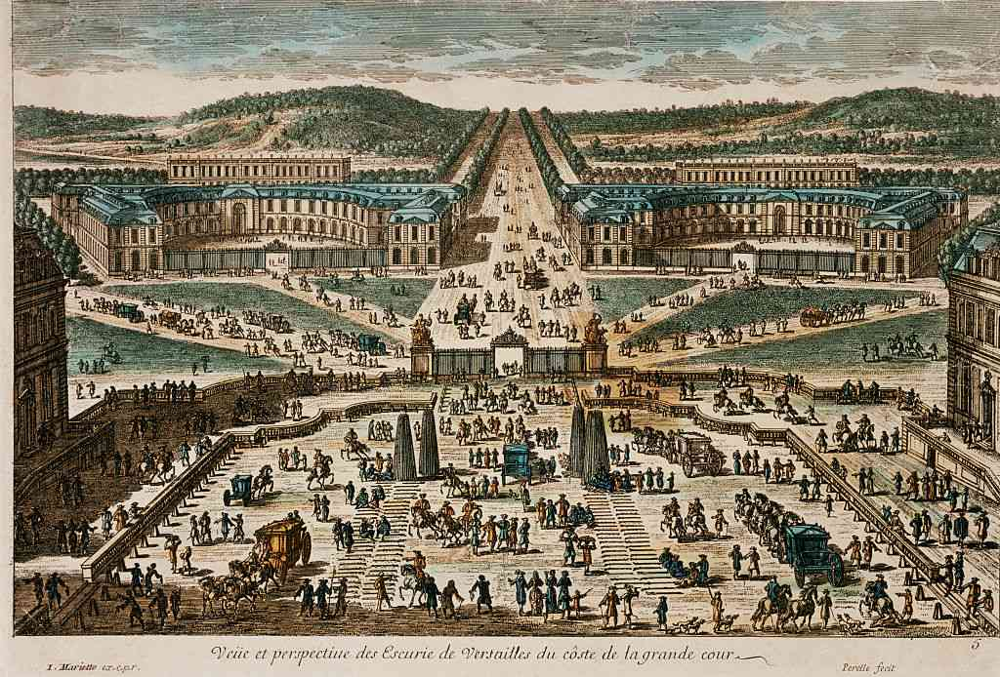 5
Veüe et perspectiue des Escurie de Versailles du côste de la grande cour
I. Mariette ex.c.p.r.
Perelle fecit